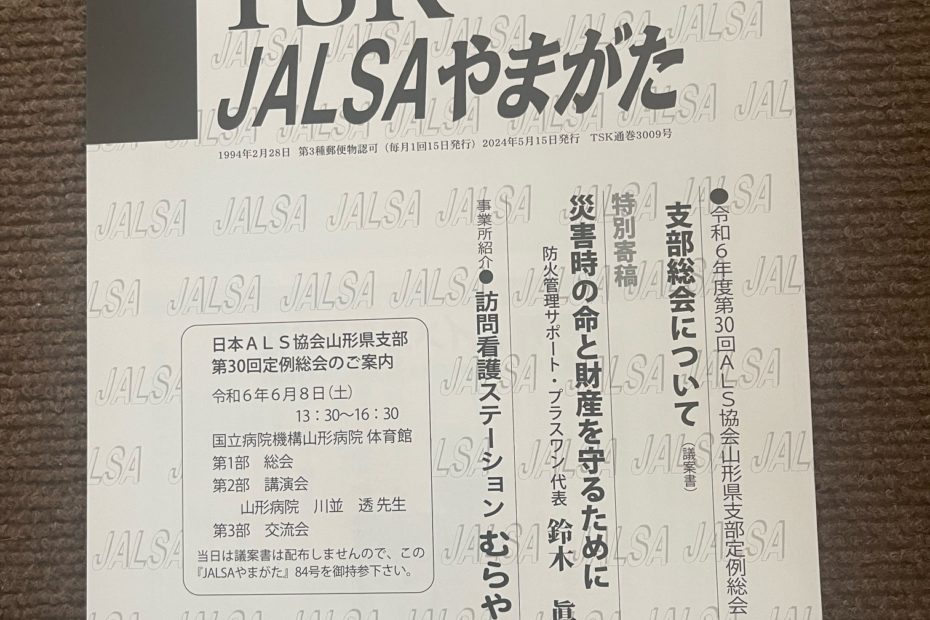 TSK
JALSAやまがた
1994年2月28日 第3種郵便物認可（毎月1回15日発行）2024年5月15日発行 TSK通巻3009号
●令和６年度第30回ＡＬＳ協会山形県支部定例総会
支部総会について（議案書）
特別寄稿
災害時の命と財産を守るために
防火管理サポート・プラスワン代表 鈴木 眞
事業所紹介●訪問看護ステーション むらや
日本ＡＬＳ協会山形県支部
第30回定例総会のご案内
令和６年６月８日（土）
13：30〜16：30
国立病院機構山形病院 体育館
第1部 総会
第2部 講演会
山形病院 川並 透 先生
第3部 交流会
当日は議案書は配布しませんので、この
『JALSAやまがた』84号を御持参下さい。